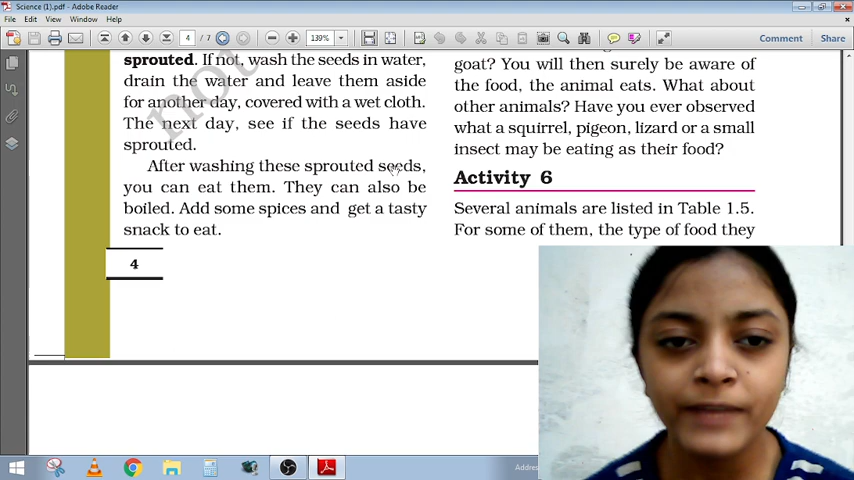 Science (1).pdf - Adobe Reader
File Edit View Window Help
4 / 7 139% Comment Share
sprouted. If not, wash the seeds in water,
drain the water and leave them aside
for another day, covered with a wet cloth.
The next day, see if the seeds have
sprouted.
After washing these sprouted seeds,
you can eat them. They can also be
boiled. Add some spices and get a tasty
snack to eat.
4
not
goat? You will then surely be aware of
the food, the animal eats. What about
other animals? Have you ever observed
what a squirrel, pigeon, lizard or a small
insect may be eating as their food?
Activity 6
Several animals are listed in Table 1.5.
For some of them, the type of food they
Address